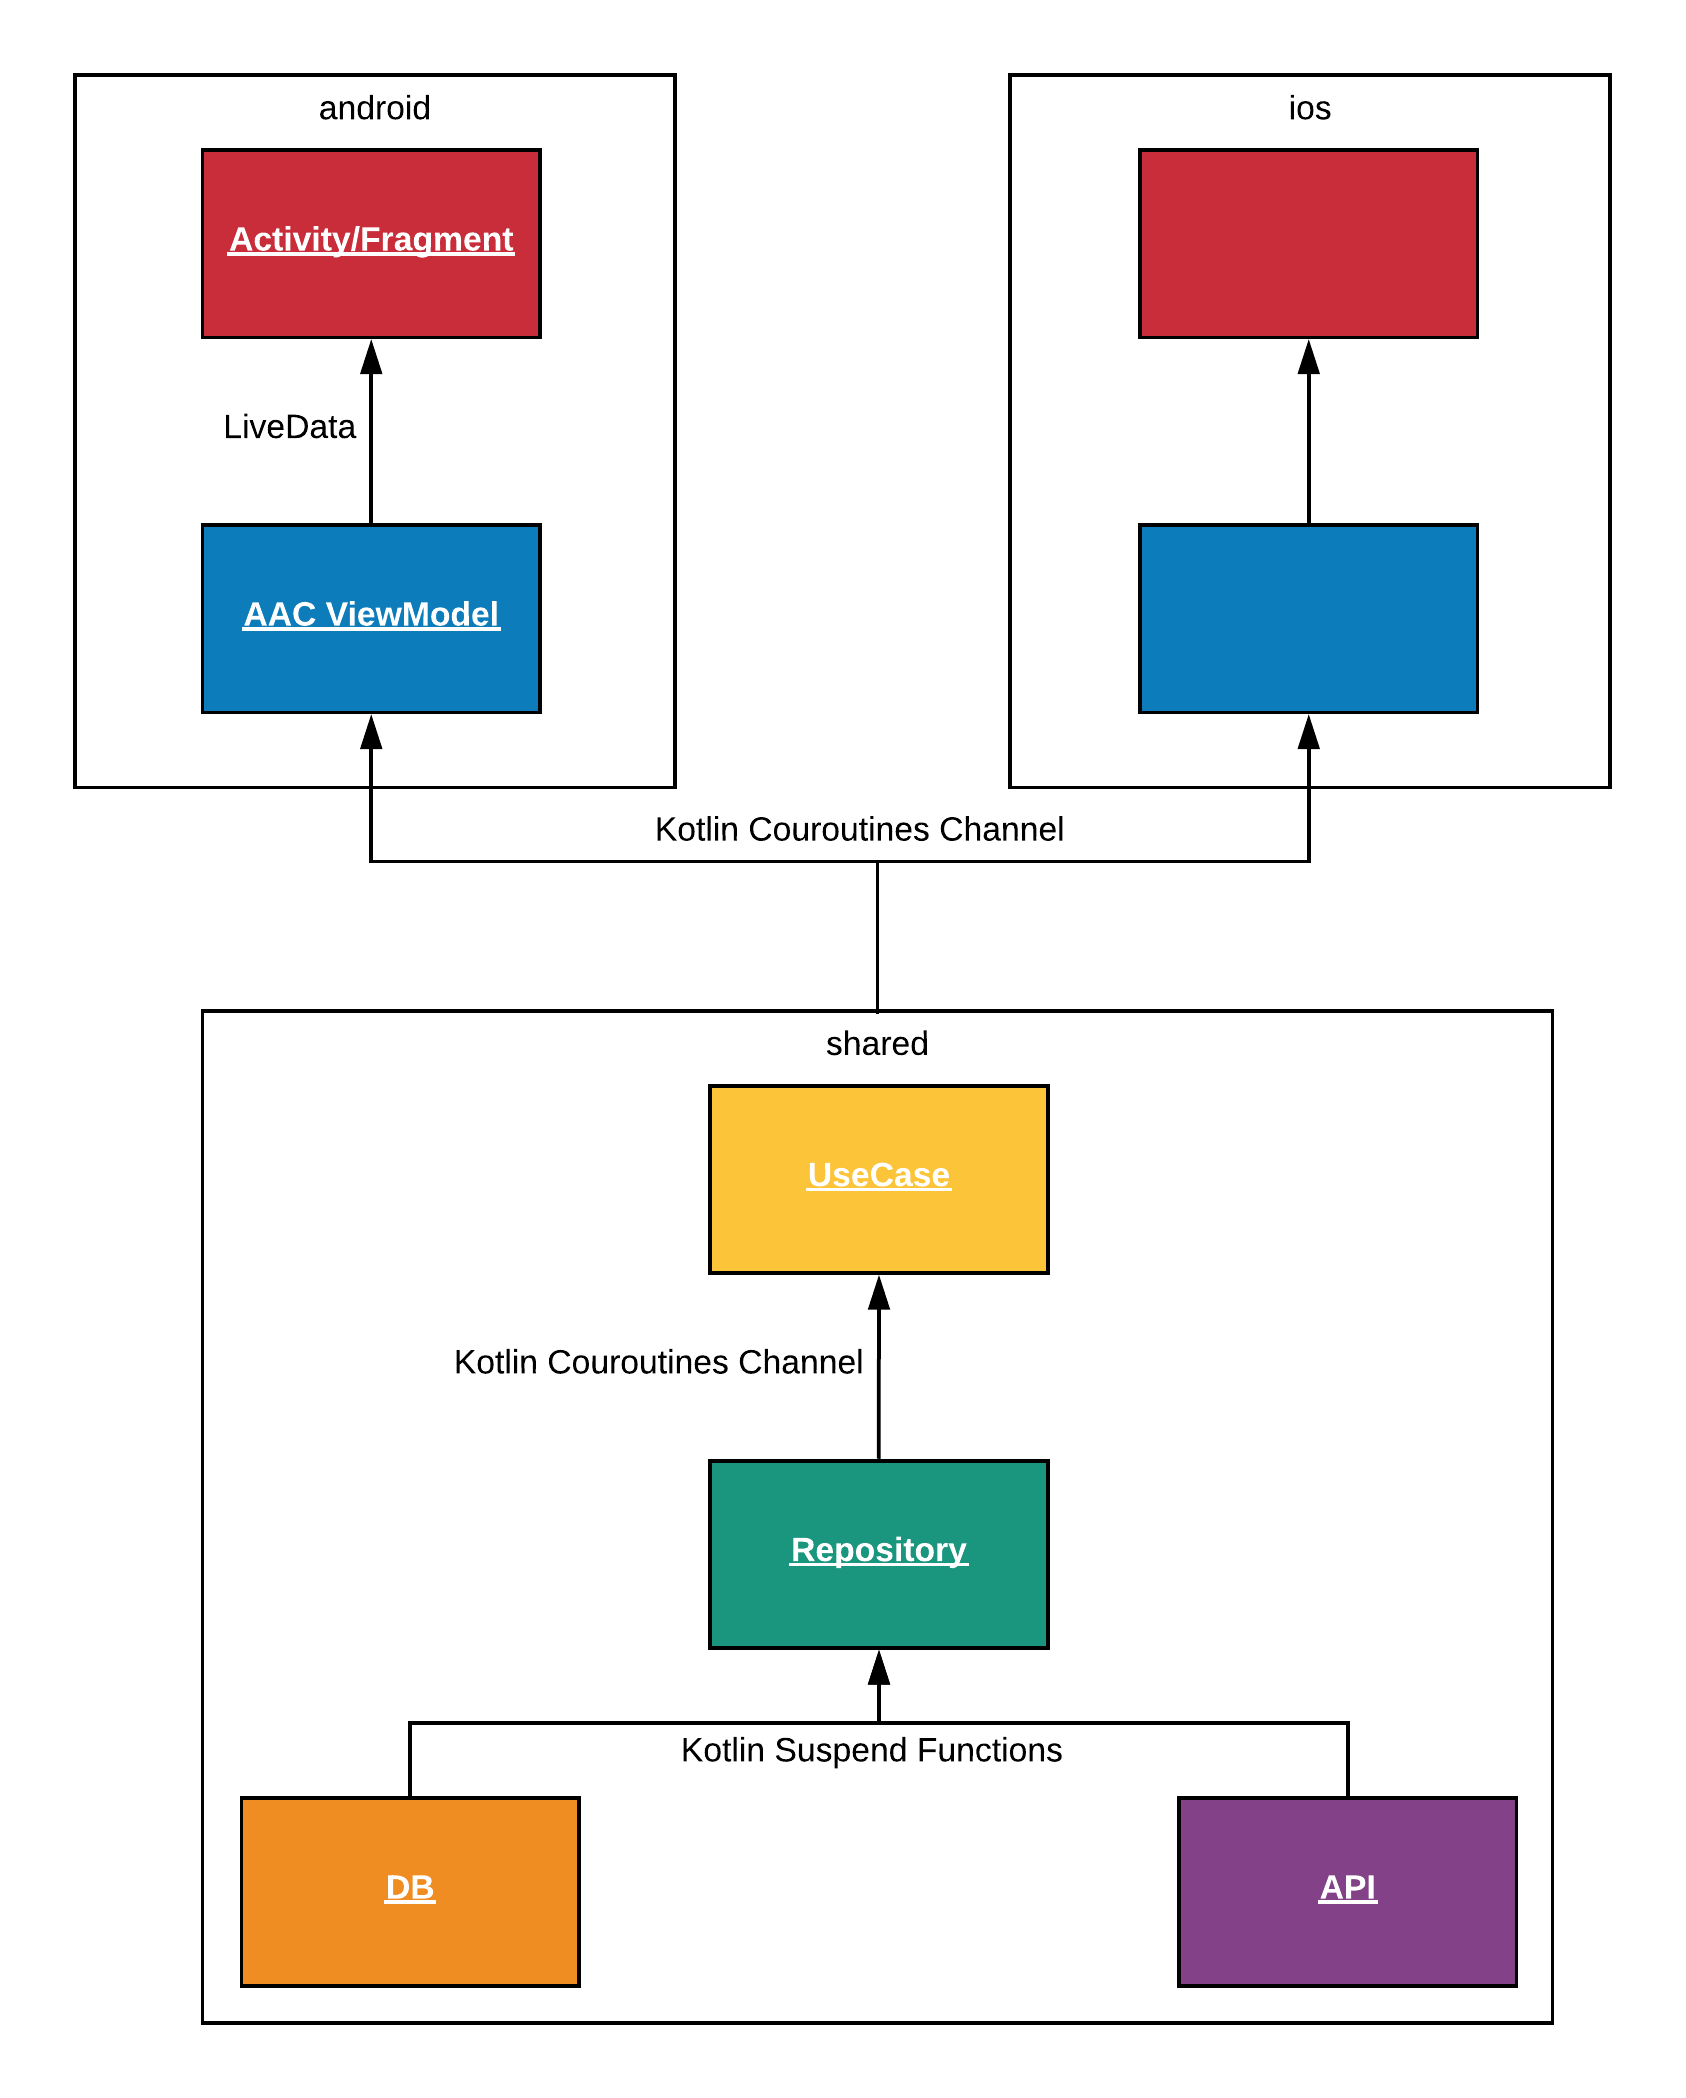 android
ios
Activity/Fragment
LiveData
AAC ViewModel
Kotlin Couroutines Channel
shared
UseCase
Kotlin Couroutines Channel
Repository
Kotlin Suspend Functions
DB
API